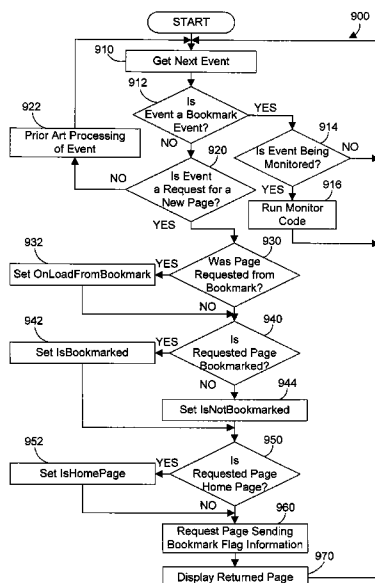 START
900
910
Get Next Event
912
Is
Event a Bookmark
Event?
YES
NO
922
Prior Art Processing
of Event
914
Is Event Being
Monitored?
NO
YES
916
Run Monitor
Code
920
Is Event
a Request for a
New Page?
NO
YES
930
Was Page
Requested from
Bookmark?
YES
NO
932
Set OnLoadFromBookmark
940
Is
Requested Page
Bookmarked?
YES
NO
942
Set IsBookmarked
944
Set IsNotBookmarked
950
Is
Requested Page
Home Page?
YES
NO
952
Set IsHomePage
960
Request Page Sending
Bookmark Flag Information
970
Display Returned Page